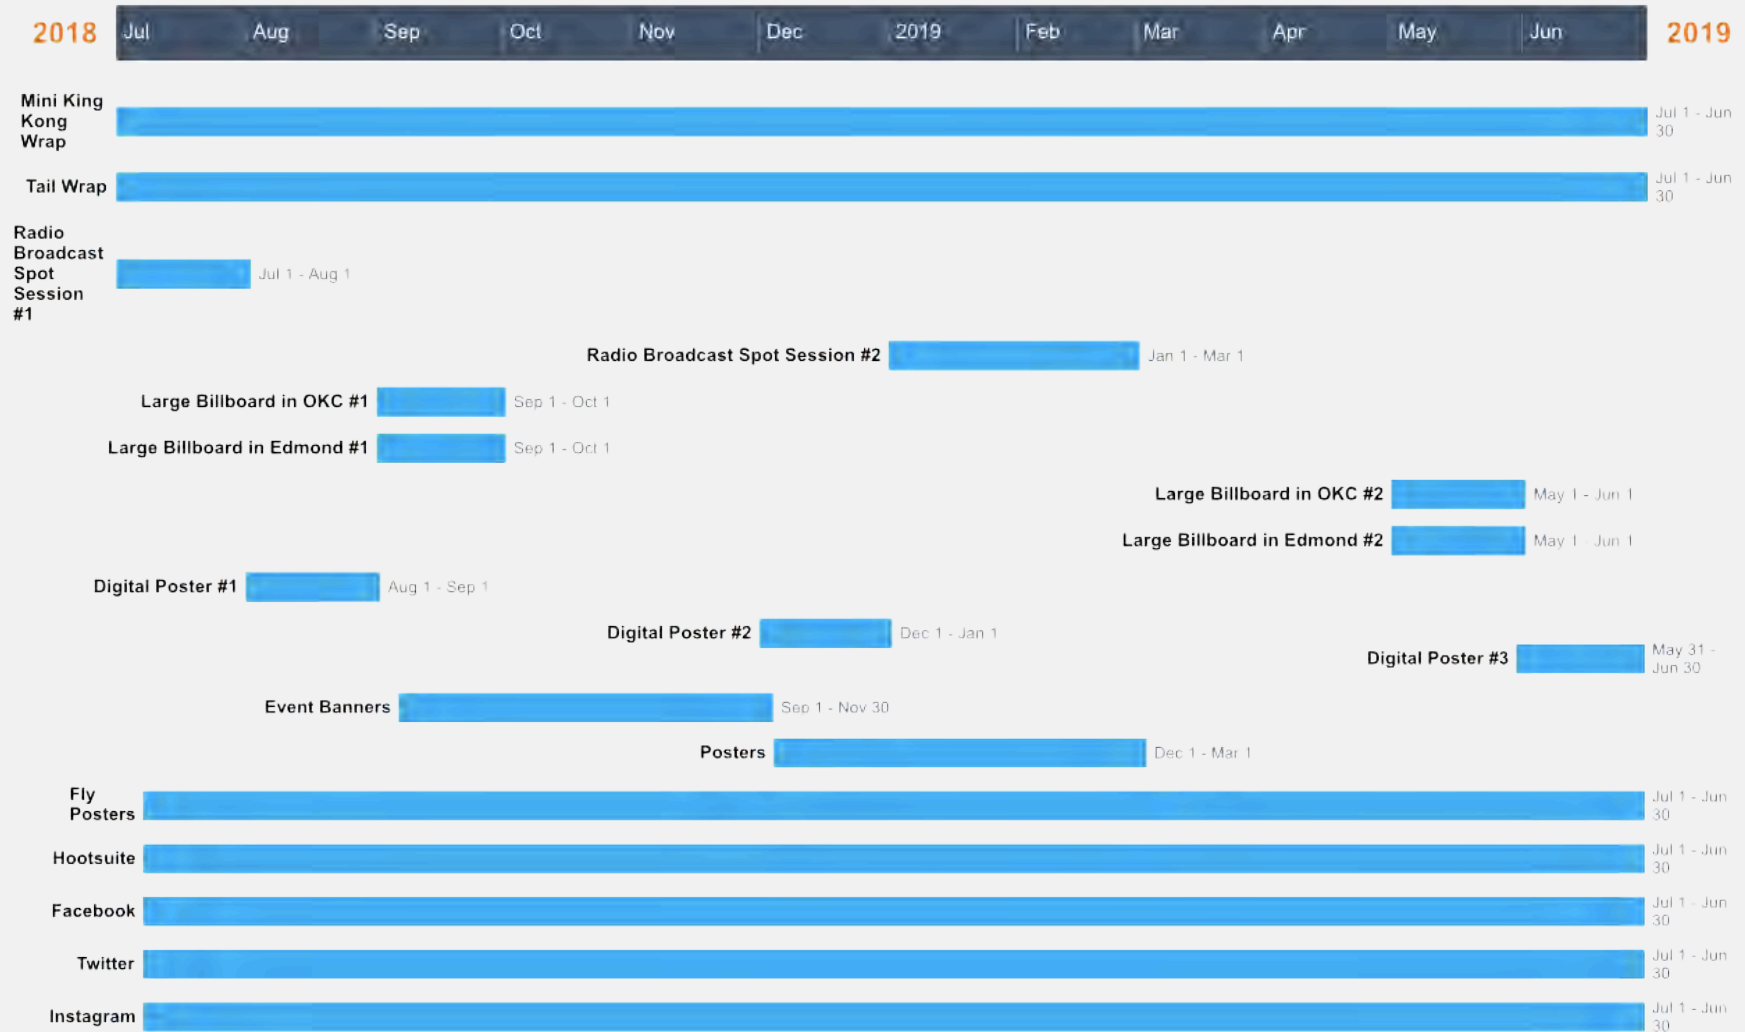 2018 Jul Aug Sep Oct Nov Dec 2019 Feb Mar Apr May Jun 2019
Mini King
Kong
Wrap
Jul 1 - Jun
30
Tail Wrap
Jul 1 - Jun
30
Radio
Broadcast
Spot
Session
#1
Jul 1 - Aug 1
Radio Broadcast Spot Session #2 Jan 1 - Mar 1
Large Billboard in OKC #1 Sep 1 - Oct 1
Large Billboard in Edmond #1 Sep 1 - Oct 1
Large Billboard in OKC #2 May 1 - Jun 1
Large Billboard in Edmond #2 May 1 - Jun 1
Digital Poster #1 Aug 1 - Sep 1
Digital Poster #2 Dec 1 - Jan 1
Digital Poster #3 May 31 -
Jun 30
Event Banners Sep 1 - Nov 30
Posters Dec 1 - Mar 1
Fly
Posters
Jul 1 - Jun
30
Hootsuite Jul 1 - Jun
30
Facebook Jul 1 - Jun
30
Twitter Jul 1 - Jun
30
Instagram Jul 1 - Jun
30